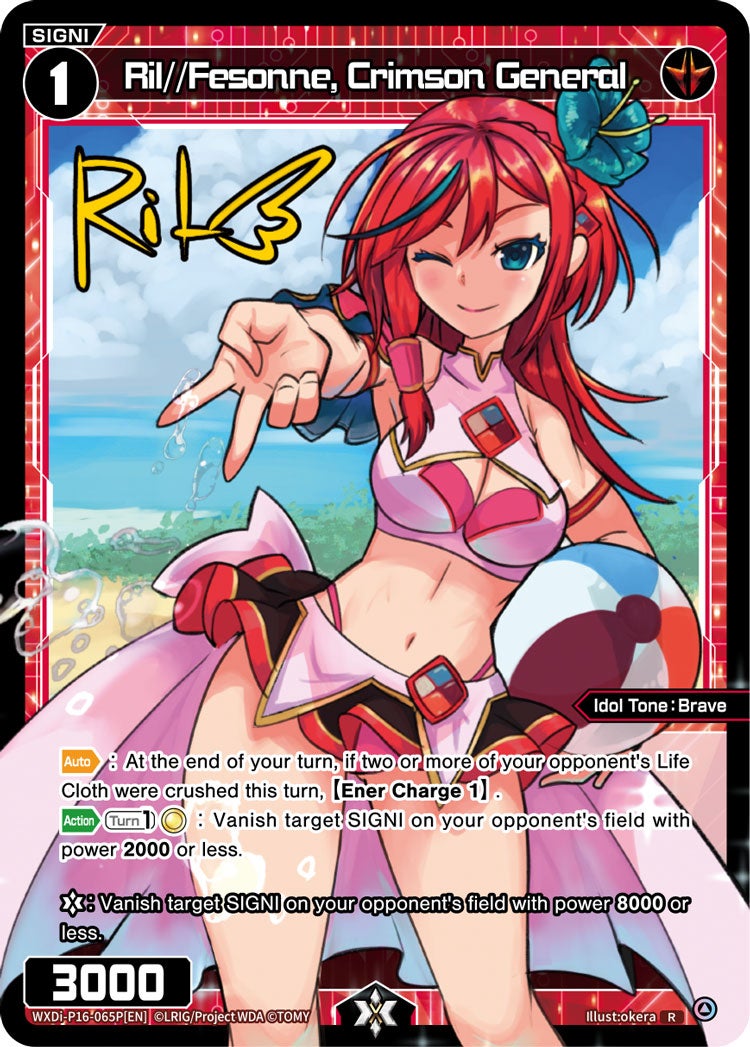 SIGNI
1
Ril//Fesonne, Crimson General
Ril
Idol Tone:Brave
Auto : At the end of your turn, if two or more of your opponent's Life
Cloth were crushed this turn, 【Ener Charge 1】.
Action Turn 1 : Vanish target SIGNI on your opponent's field with
power 2000 or less.
: Vanish target SIGNI on your opponent's field with power 8000 or
less.
3000
WXDi-P16-065P[EN] ©LRIG/Project WDA ©TOMY
Illust:okera R